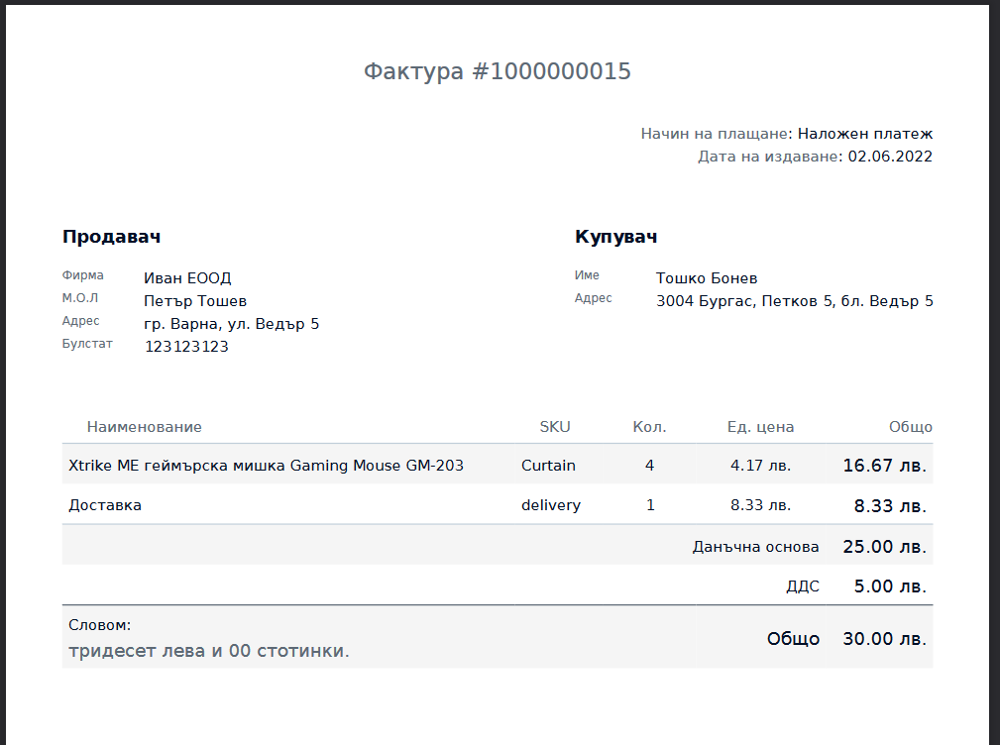 Фактура #1000000015
Начин на плащане: Наложен платеж
Дата на издаване: 02.06.2022
Продавач
Фирма Иван ЕООД
М.О.Л Петър Тошев
Адрес гр. Варна, ул. Ведър 5
Булстат 123123123
Купувач
Име Тошко Бонев
Адрес 3004 Бургас, Петков 5, бл. Ведър 5
Наименование SKU Кол. Ед. цена Общо
Xtrike ME геймърска мишка Gaming Mouse GM-203 Curtain 4 4.17 лв. 16.67 лв.
Доставка delivery 1 8.33 лв. 8.33 лв.
Данъчна основа 25.00 лв.
ДДС 5.00 лв.
Словом:
тридесет лева и 00 стотинки.
Общо 30.00 лв.